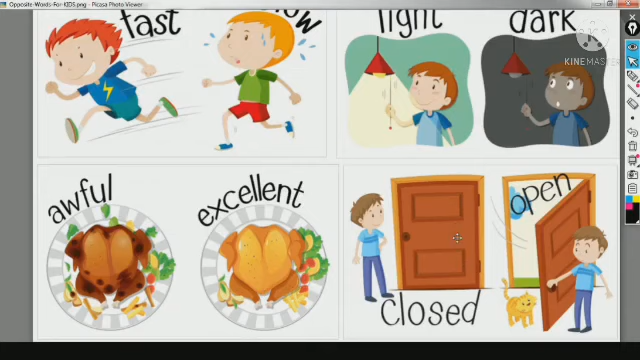 Opposite-Words-For-KIDS.png - Picasa Photo Viewer
fast
light
dark
KINEMASTER
awful
excellent
open
closed